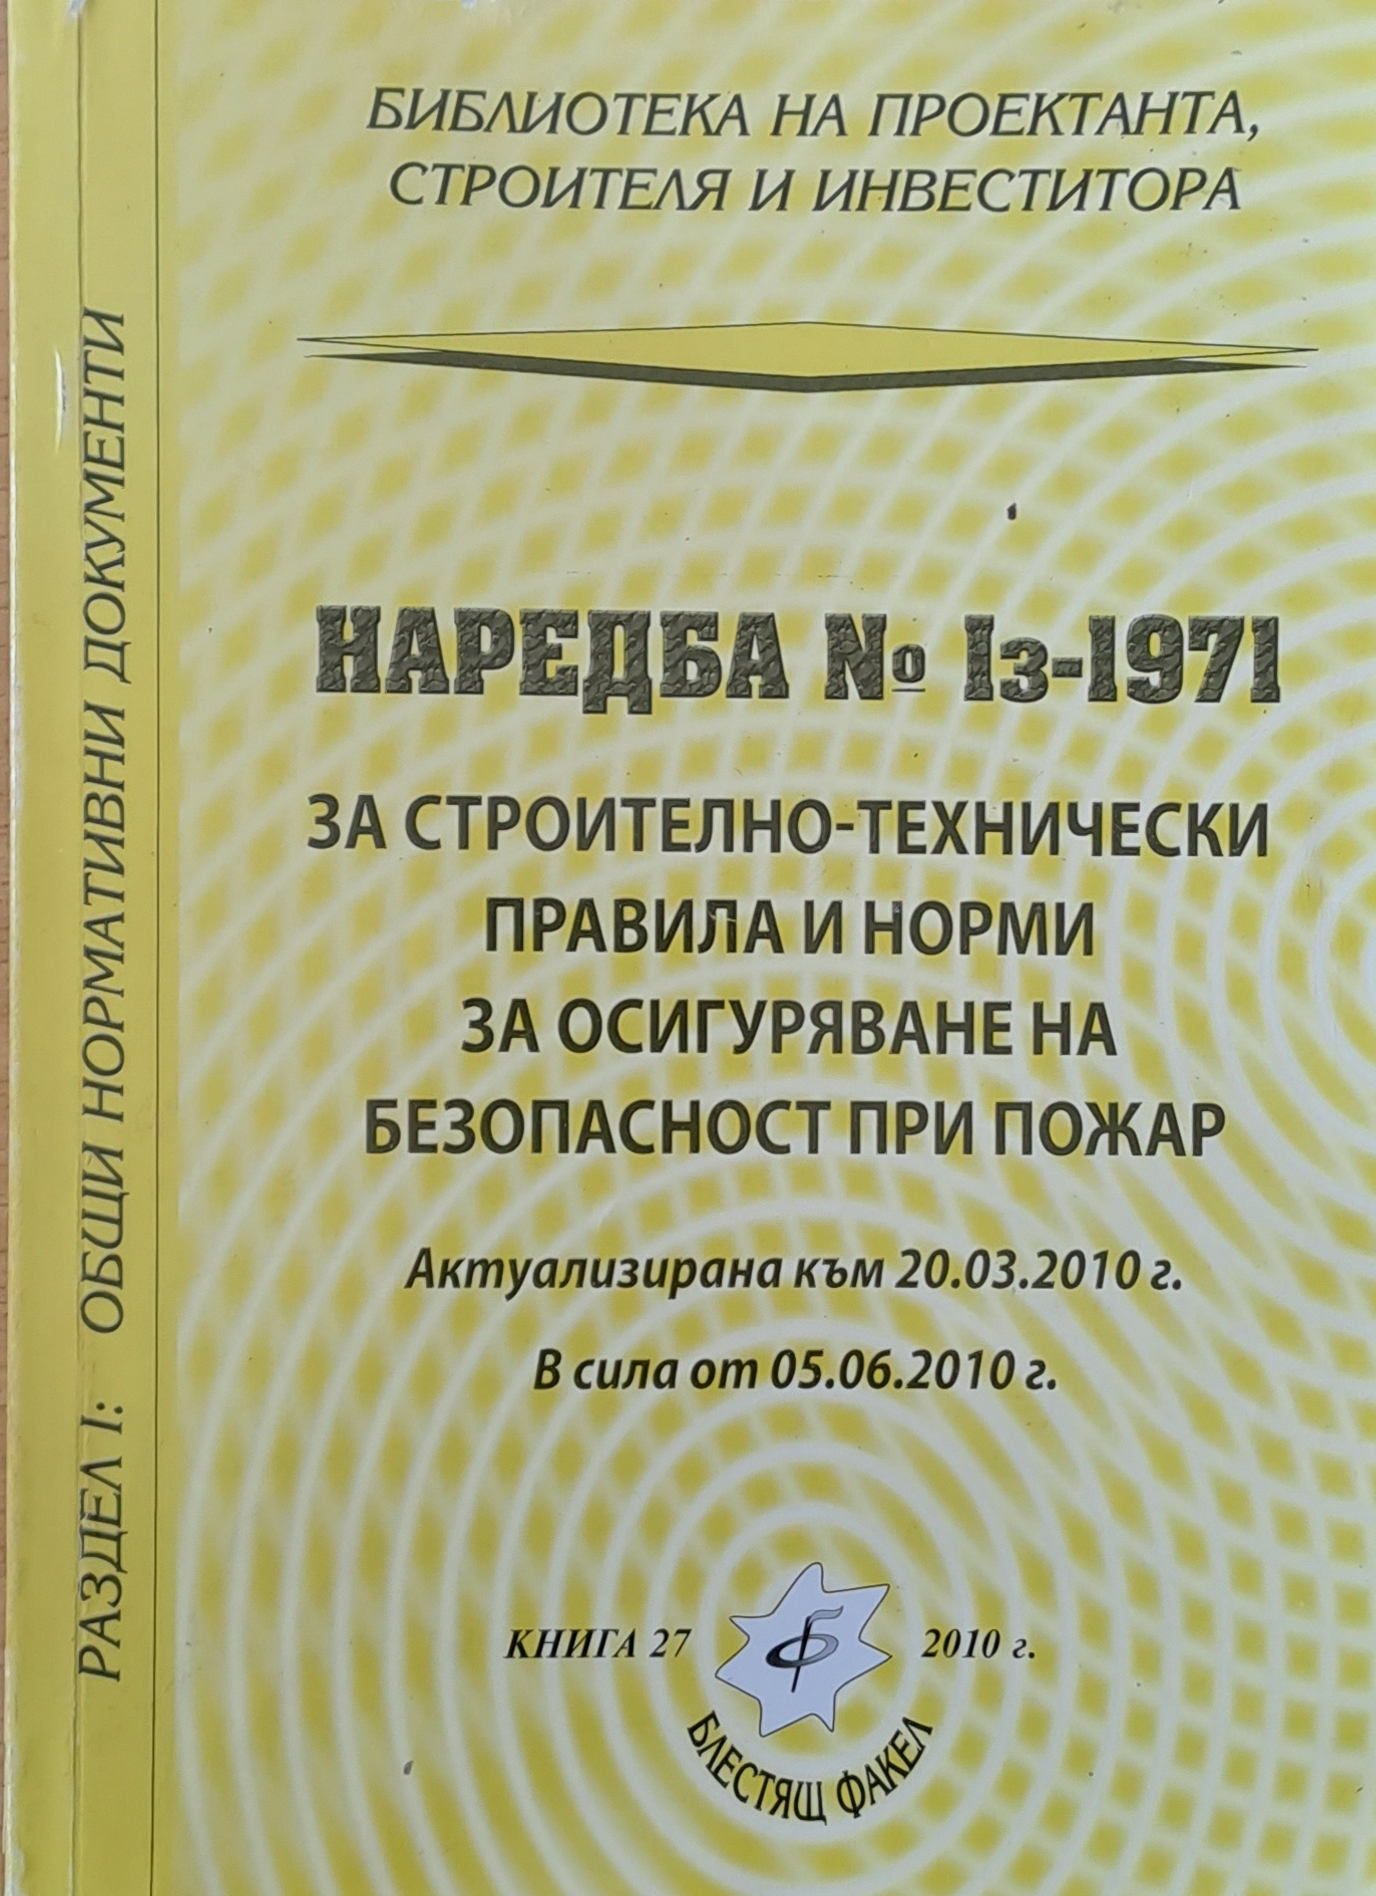 БИБЛИОТЕКА НА ПРОЕКТАНТА,
СТРОИТЕЛЯ И ИНВЕСТИТОРА
РАЗДЕЛ I: ОБЩИ НОРМАТИВНИ ДОКУМЕНТИ
НАРЕДБА № Iз-1971
ЗА СТРОИТЕЛНО-ТЕХНИЧЕСКИ
ПРАВИЛА И НОРМИ
ЗА ОСИГУРЯВАНЕ НА
БЕЗОПАСНОСТ ПРИ ПОЖАР
Актуализирана към 20.03.2010 г.
В сила от 05.06.2010 г.
КНИГА 27 2010 г.
БЛЕСТЯЩ ФАКЕЛ